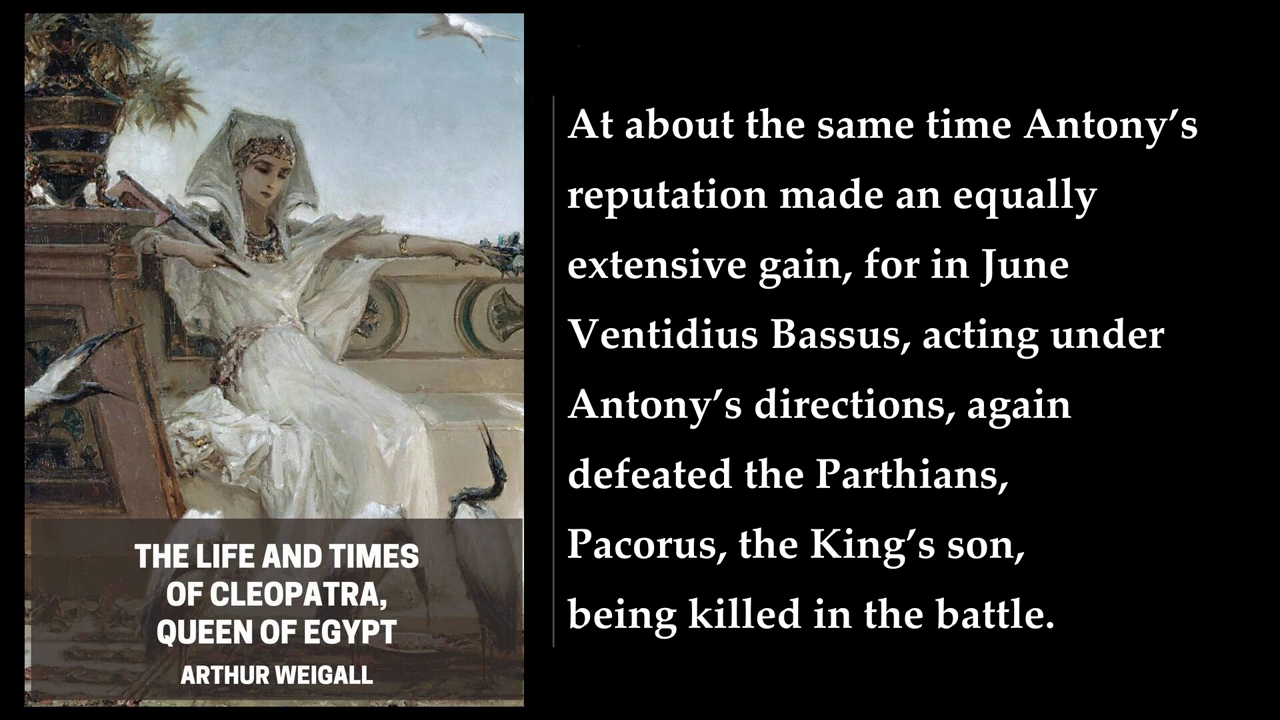 THE LIFE AND TIMES
OF CLEOPATRA,
QUEEN OF EGYPT
ARTHUR WEIGALL
At about the same time Antony’s
reputation made an equally
extensive gain, for in June
Ventidius Bassus, acting under
Antony’s directions, again
defeated the Parthians,
Pacorus, the King’s son,
being killed in the battle.